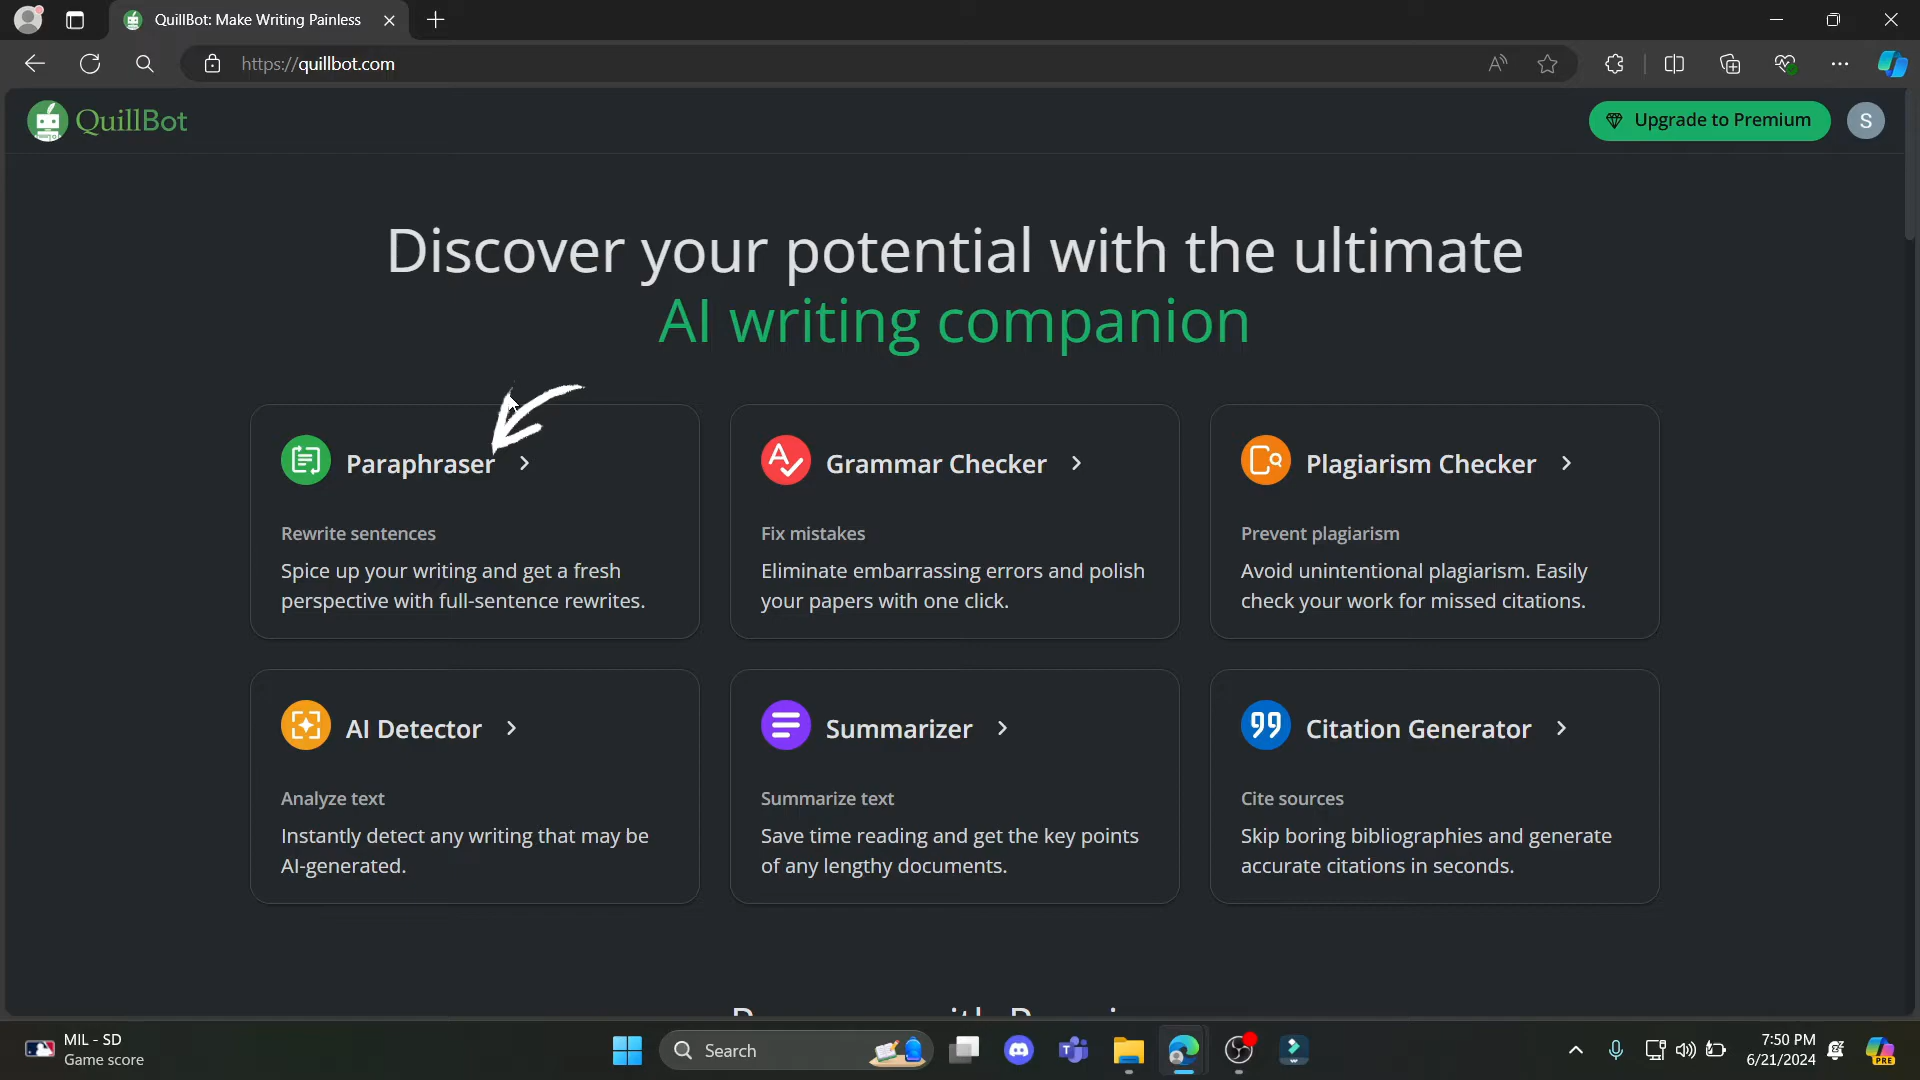 QuillBot: Make Writing Painless
https://quillbot.com
QuillBot
Upgrade to Premium
S
Discover your potential with the ultimate
AI writing companion
Paraphraser
Rewrite sentences
Spice up your writing and get a fresh
perspective with full-sentence rewrites.
Grammar Checker
Fix mistakes
Eliminate embarrassing errors and polish
your papers with one click.
Plagiarism Checker
Prevent plagiarism
Avoid unintentional plagiarism. Easily
check your work for missed citations.
AI Detector
Analyze text
Instantly detect any writing that may be
AI-generated.
Summarizer
Summarize text
Save time reading and get the key points
of any lengthy documents.
Citation Generator
Cite sources
Skip boring bibliographies and generate
accurate citations in seconds.
MIL - SD
Game score
Search
7:50 PM
6/21/2024
PRE